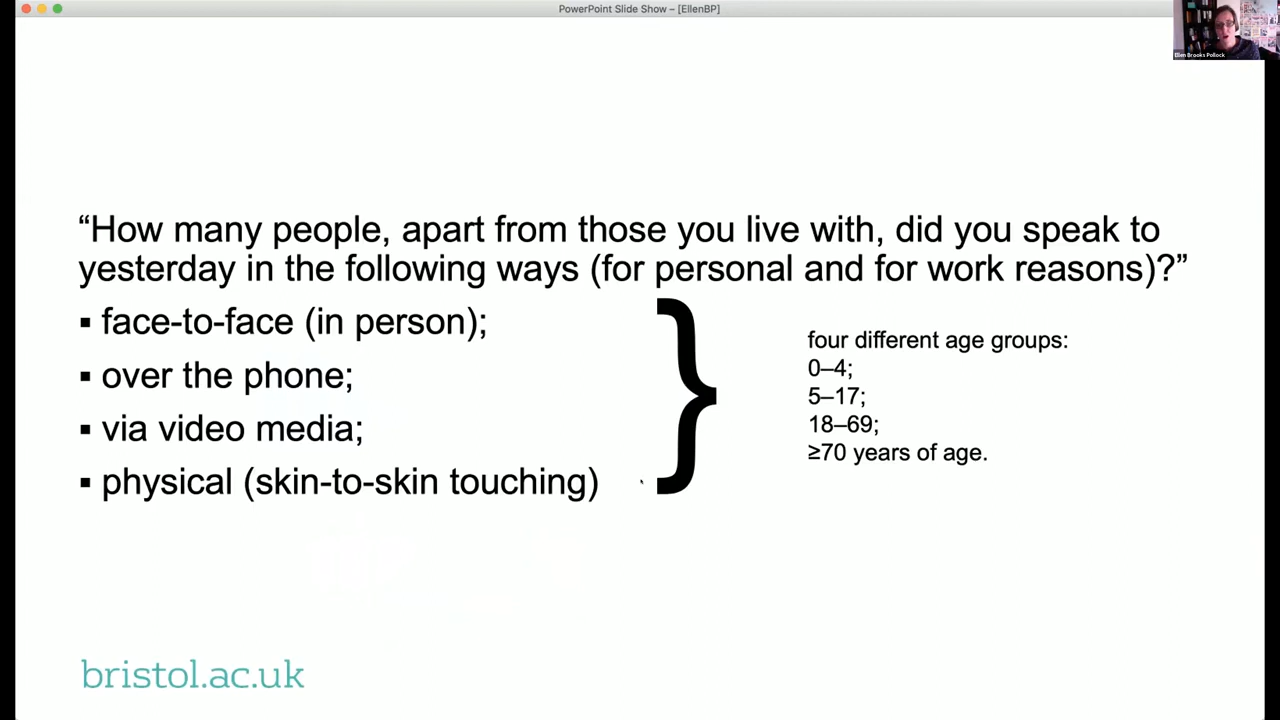 PowerPoint Slide Show – [EllenBP]
Ellen Brooks Pollock
“How many people, apart from those you live with, did you speak to
yesterday in the following ways (for personal and for work reasons)?”
▪ face-to-face (in person);
▪ over the phone;
▪ via video media;
▪ physical (skin-to-skin touching)
}
four different age groups:
0–4;
5–17;
18–69;
≥70 years of age.
bristol.ac.uk